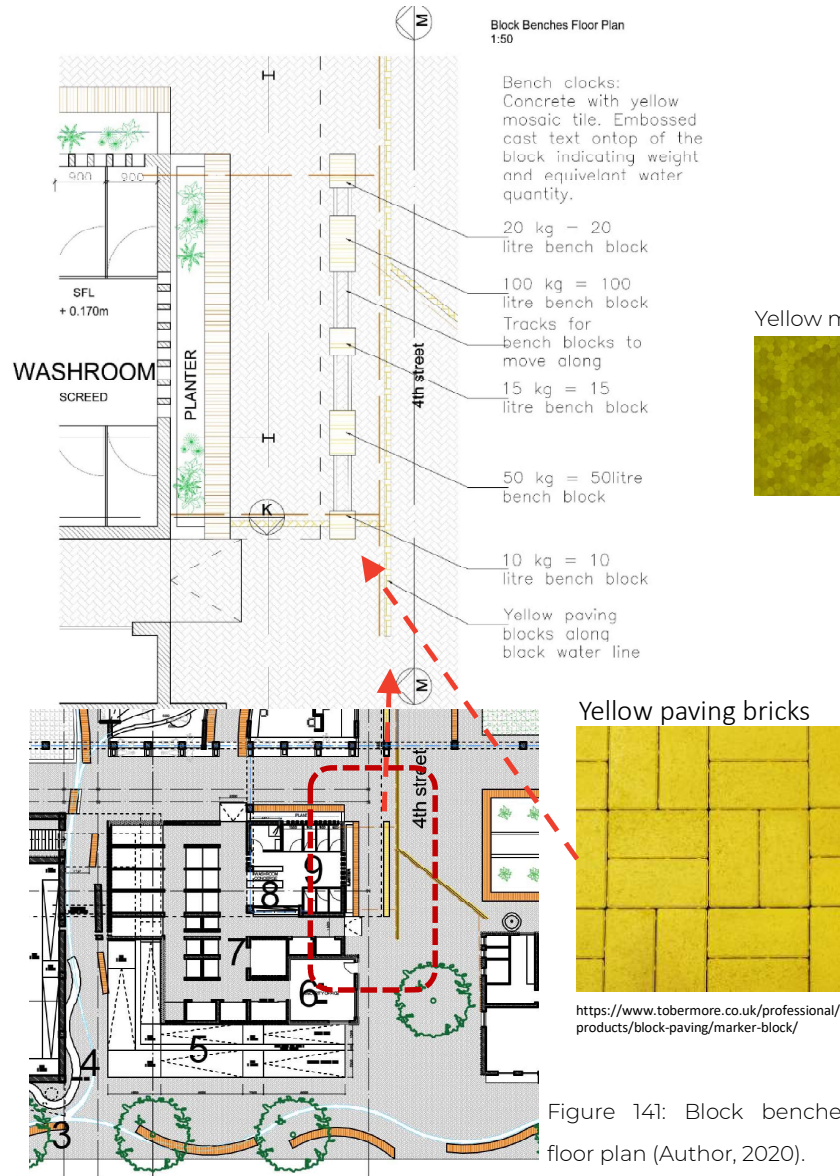 M
Block Benches Floor Plan
1:50
Bench clocks:
Concrete with yellow
mosaic tile. Embossed
cast text ontop of the
block indicating weight
and equivelant water
quantity.
20 kg – 20
litre bench block
100 kg = 100
litre bench block
Tracks for
bench blocks to
move along
15 kg = 15
litre bench block
50 kg = 50litre
bench block
10 kg = 10
litre bench block
Yellow paving
blocks along
black water line
H
900
900
SFL
+ 0.170m
WASHROOM
SCREED
PLANTER
4th street
H
K
M
Yellow m
Yellow paving bricks
4th street
9
8
7
6
5
4
3
https://www.tobermore.co.uk/professional/
products/block-paving/marker-block/
Figure 141: Block benche
floor plan (Author, 2020).